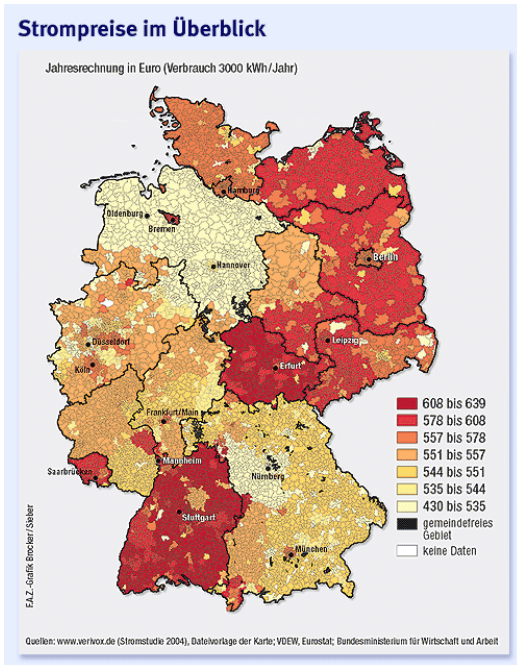 Strompreise im Überblick
Jahresrechnung in Euro (Verbrauch 3000 kWh/Jahr)
Hamburg
Oldenburg
Bremen
Berlin
Hannover
Leipzig
Düsseldorf
Köln
Erfurt
Frankfurt/Main
Saarbrücken
Mannheim
Nürnberg
Stuttgart
München
608 bis 639
578 bis 608
557 bis 578
551 bis 557
544 bis 551
535 bis 544
430 bis 535
gemeindefreies
Gebiet
keine Daten
F.A.Z.-Grafik Brocker/Sieber
Quellen: www.verivox.de (Stromstudie 2004), Dateivorlage der Karte; VDEW, Eurostat; Bundesministerium für Wirtschaft und Arbeit